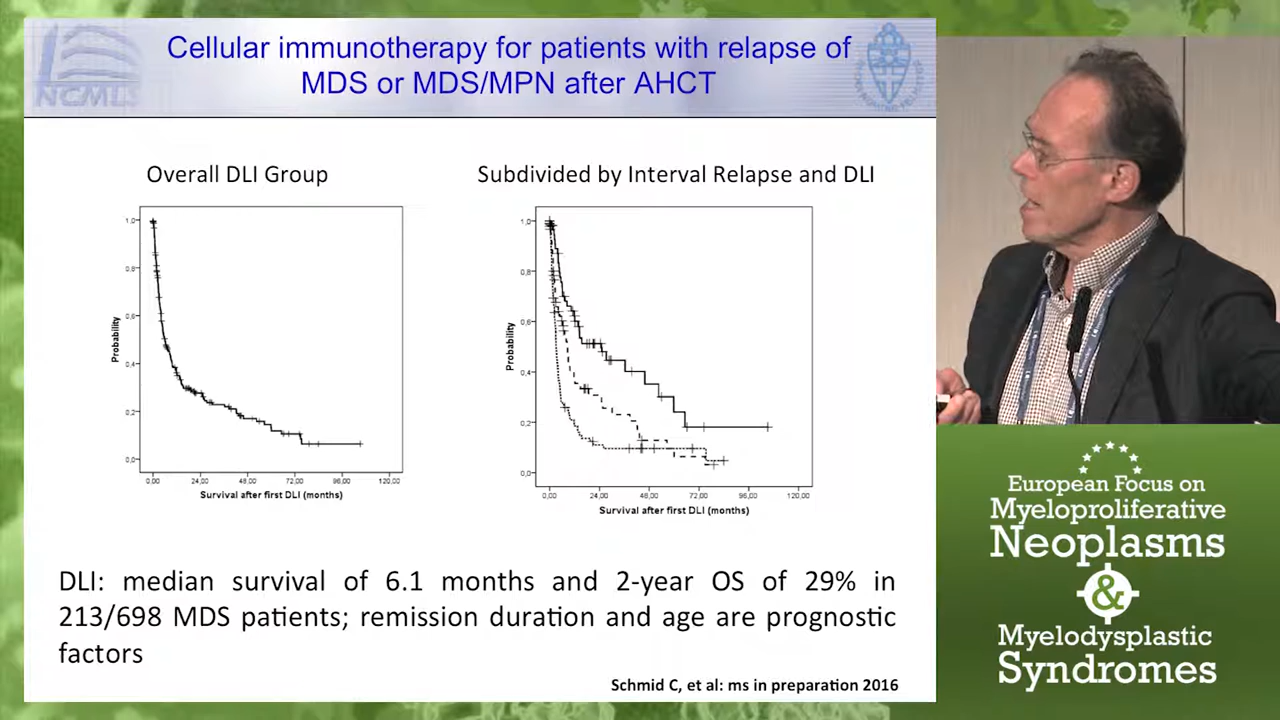 Cellular immunotherapy for patients with relapse of
MDS or MDS/MPN after AHCT
NCMLS
Overall DLI Group
Subdivided by Interval Relapse and DLI
Probability
1,0
0,8
0,6
0,4
0,2
0,0
0,00 24,00 48,00 72,00 96,00 120,00
Survival after first DLI (months)
Probability
1,0
0,8
0,6
0,4
0,2
0,0
0,00 24,00 48,00 72,00 96,00 120,00
Survival after first DLI (months)
DLI: median survival of 6.1 months and 2-year OS of 29% in
213/698 MDS patients; remission duration and age are prognostic
factors
Schmid C, et al: ms in preparation 2016
European Focus on
Myeloproliferative
Neoplasms
&
Myelodysplastic
Syndromes